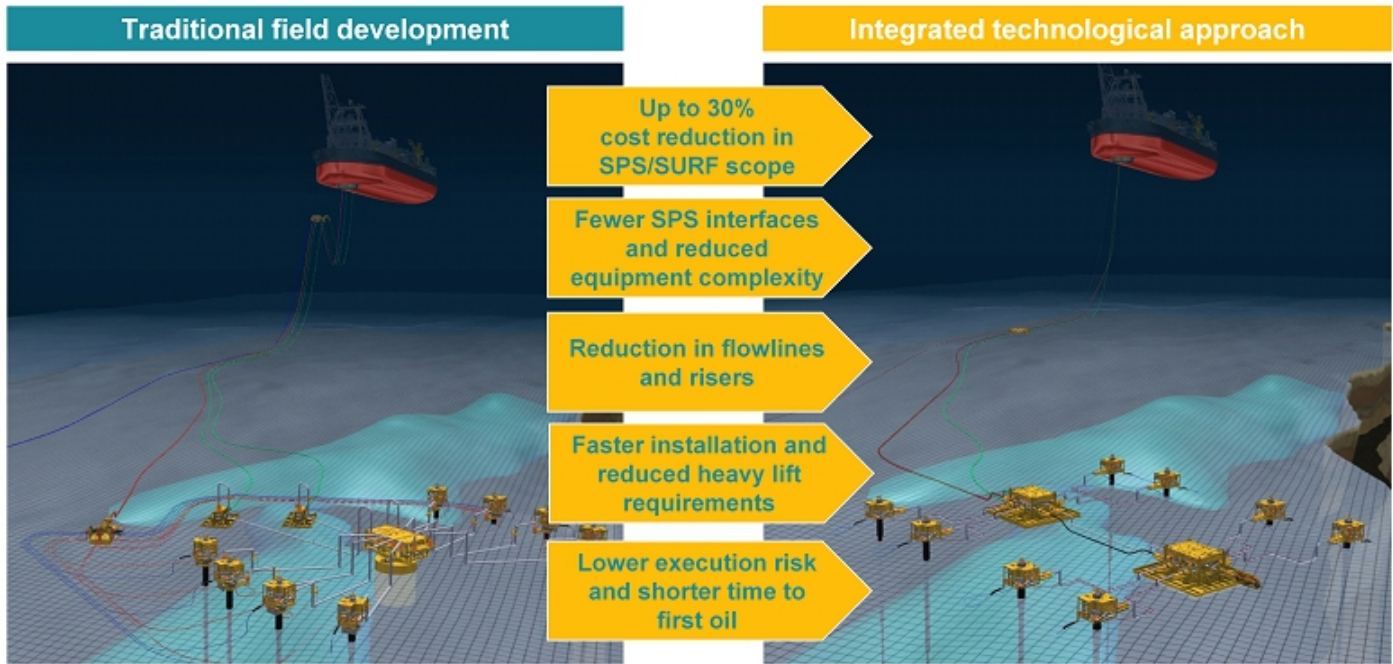 Traditional field development
Integrated technological approach
Up to 30%
cost reduction in
SPS/SURF scope
Fewer SPS interfaces
and reduced
equipment complexity
Reduction in flowlines
and risers
Faster installation and
reduced heavy lift
requirements
Lower execution risk
and shorter time to
first oil